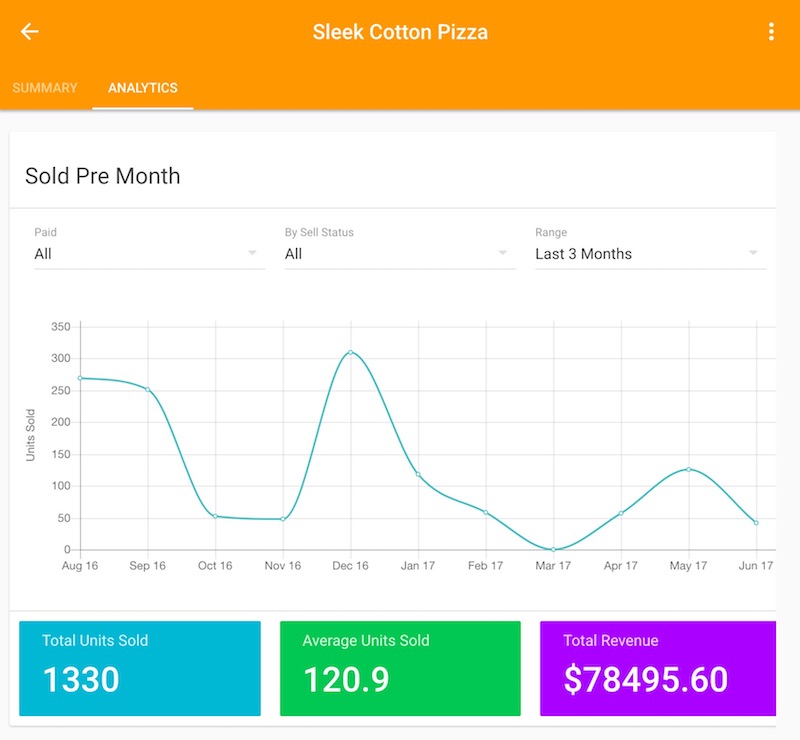 Sleek Cotton Pizza
SUMMARY ANALYTICS
Sold Pre Month
Paid By Sell Status Range
All All Last 3 Months
350
300
250
200
150
100
50
0
Units Sold
Aug 16 Sep 16 Oct 16 Nov 16 Dec 16 Jan 17 Feb 17 Mar 17 Apr 17 May 17 Jun 17
Total Units Sold Average Units Sold Total Revenue
1330 120.9 $78495.60